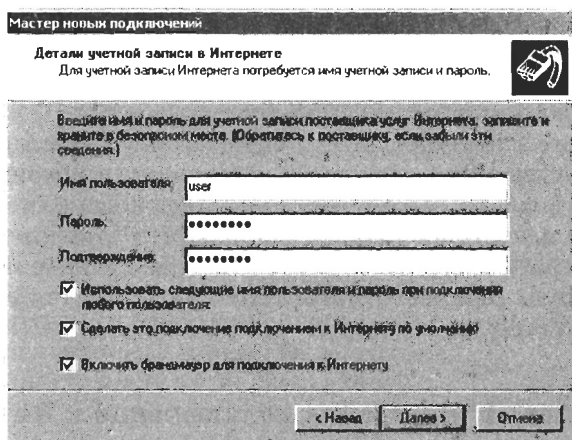 Мастер новых подключений
Детали учетной записи в Интернете
Для учетной записи Интернета потребуется имя учетной записи и пароль.
Введите имя и пароль для учетной записи поставщика услуг Интернета, запишите и
храните в безопасном месте. (Обратитесь к поставщику, если забыли эти
сведения.)
Имя пользователя: user
Пароль: ●●●●●●●●
Подтверждение: ●●●●●●●●
Использовать следующие имя пользователя и пароль при подключении
любого пользователя:
Сделать это подключение подключением к Интернету по умолчанию
Включить брандмауэр для подключения к Интернету
< Назад Далее > Отмена